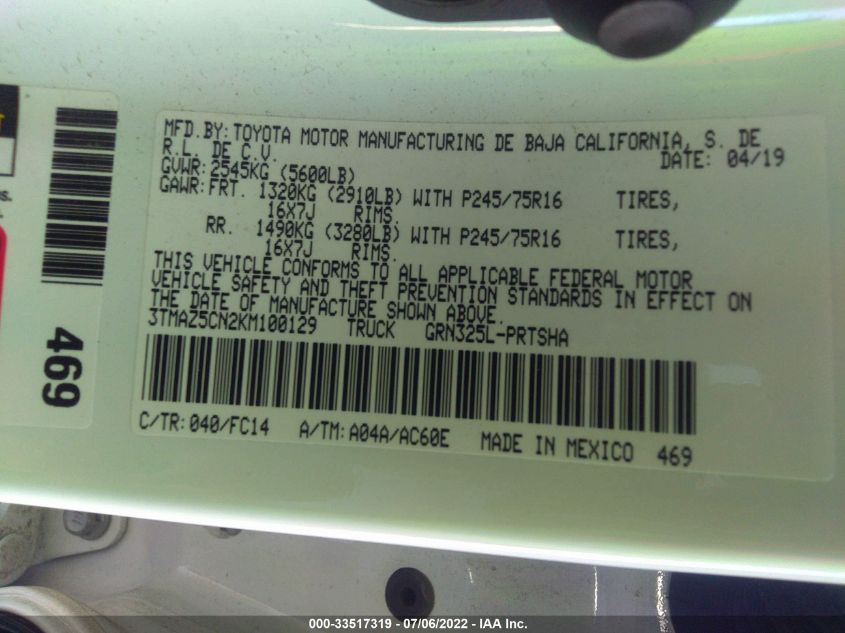 MFD.BY:TOYOTA MOTOR MANUFACTURING DE BAJA CALIFORNIA, S. DE
R.L. DE C.V. DATE: 04/19
GVWR:2545KG (5600LB)
GAWR:FRT. 1320KG (2910LB) WITH P245/75R16 TIRES,
16X7J RIMS.
RR. 1490KG (3280LB) WITH P245/75R16 TIRES,
16X7J RIMS.
THIS VEHICLE CONFORMS TO ALL APPLICABLE FEDERAL MOTOR
VEHICLE SAFETY AND THEFT PREVENTION STANDARDS IN EFFECT ON
THE DATE OF MANUFACTURE SHOWN ABOVE.
3TMAZ5CN2KM100129 TRUCK GRN325L-PRTSHA
C/TR:040/FC14 A/TM:A04A/AC60E MADE IN MEXICO 469
469
000-33517319 - 07/06/2022 - IAA Inc.